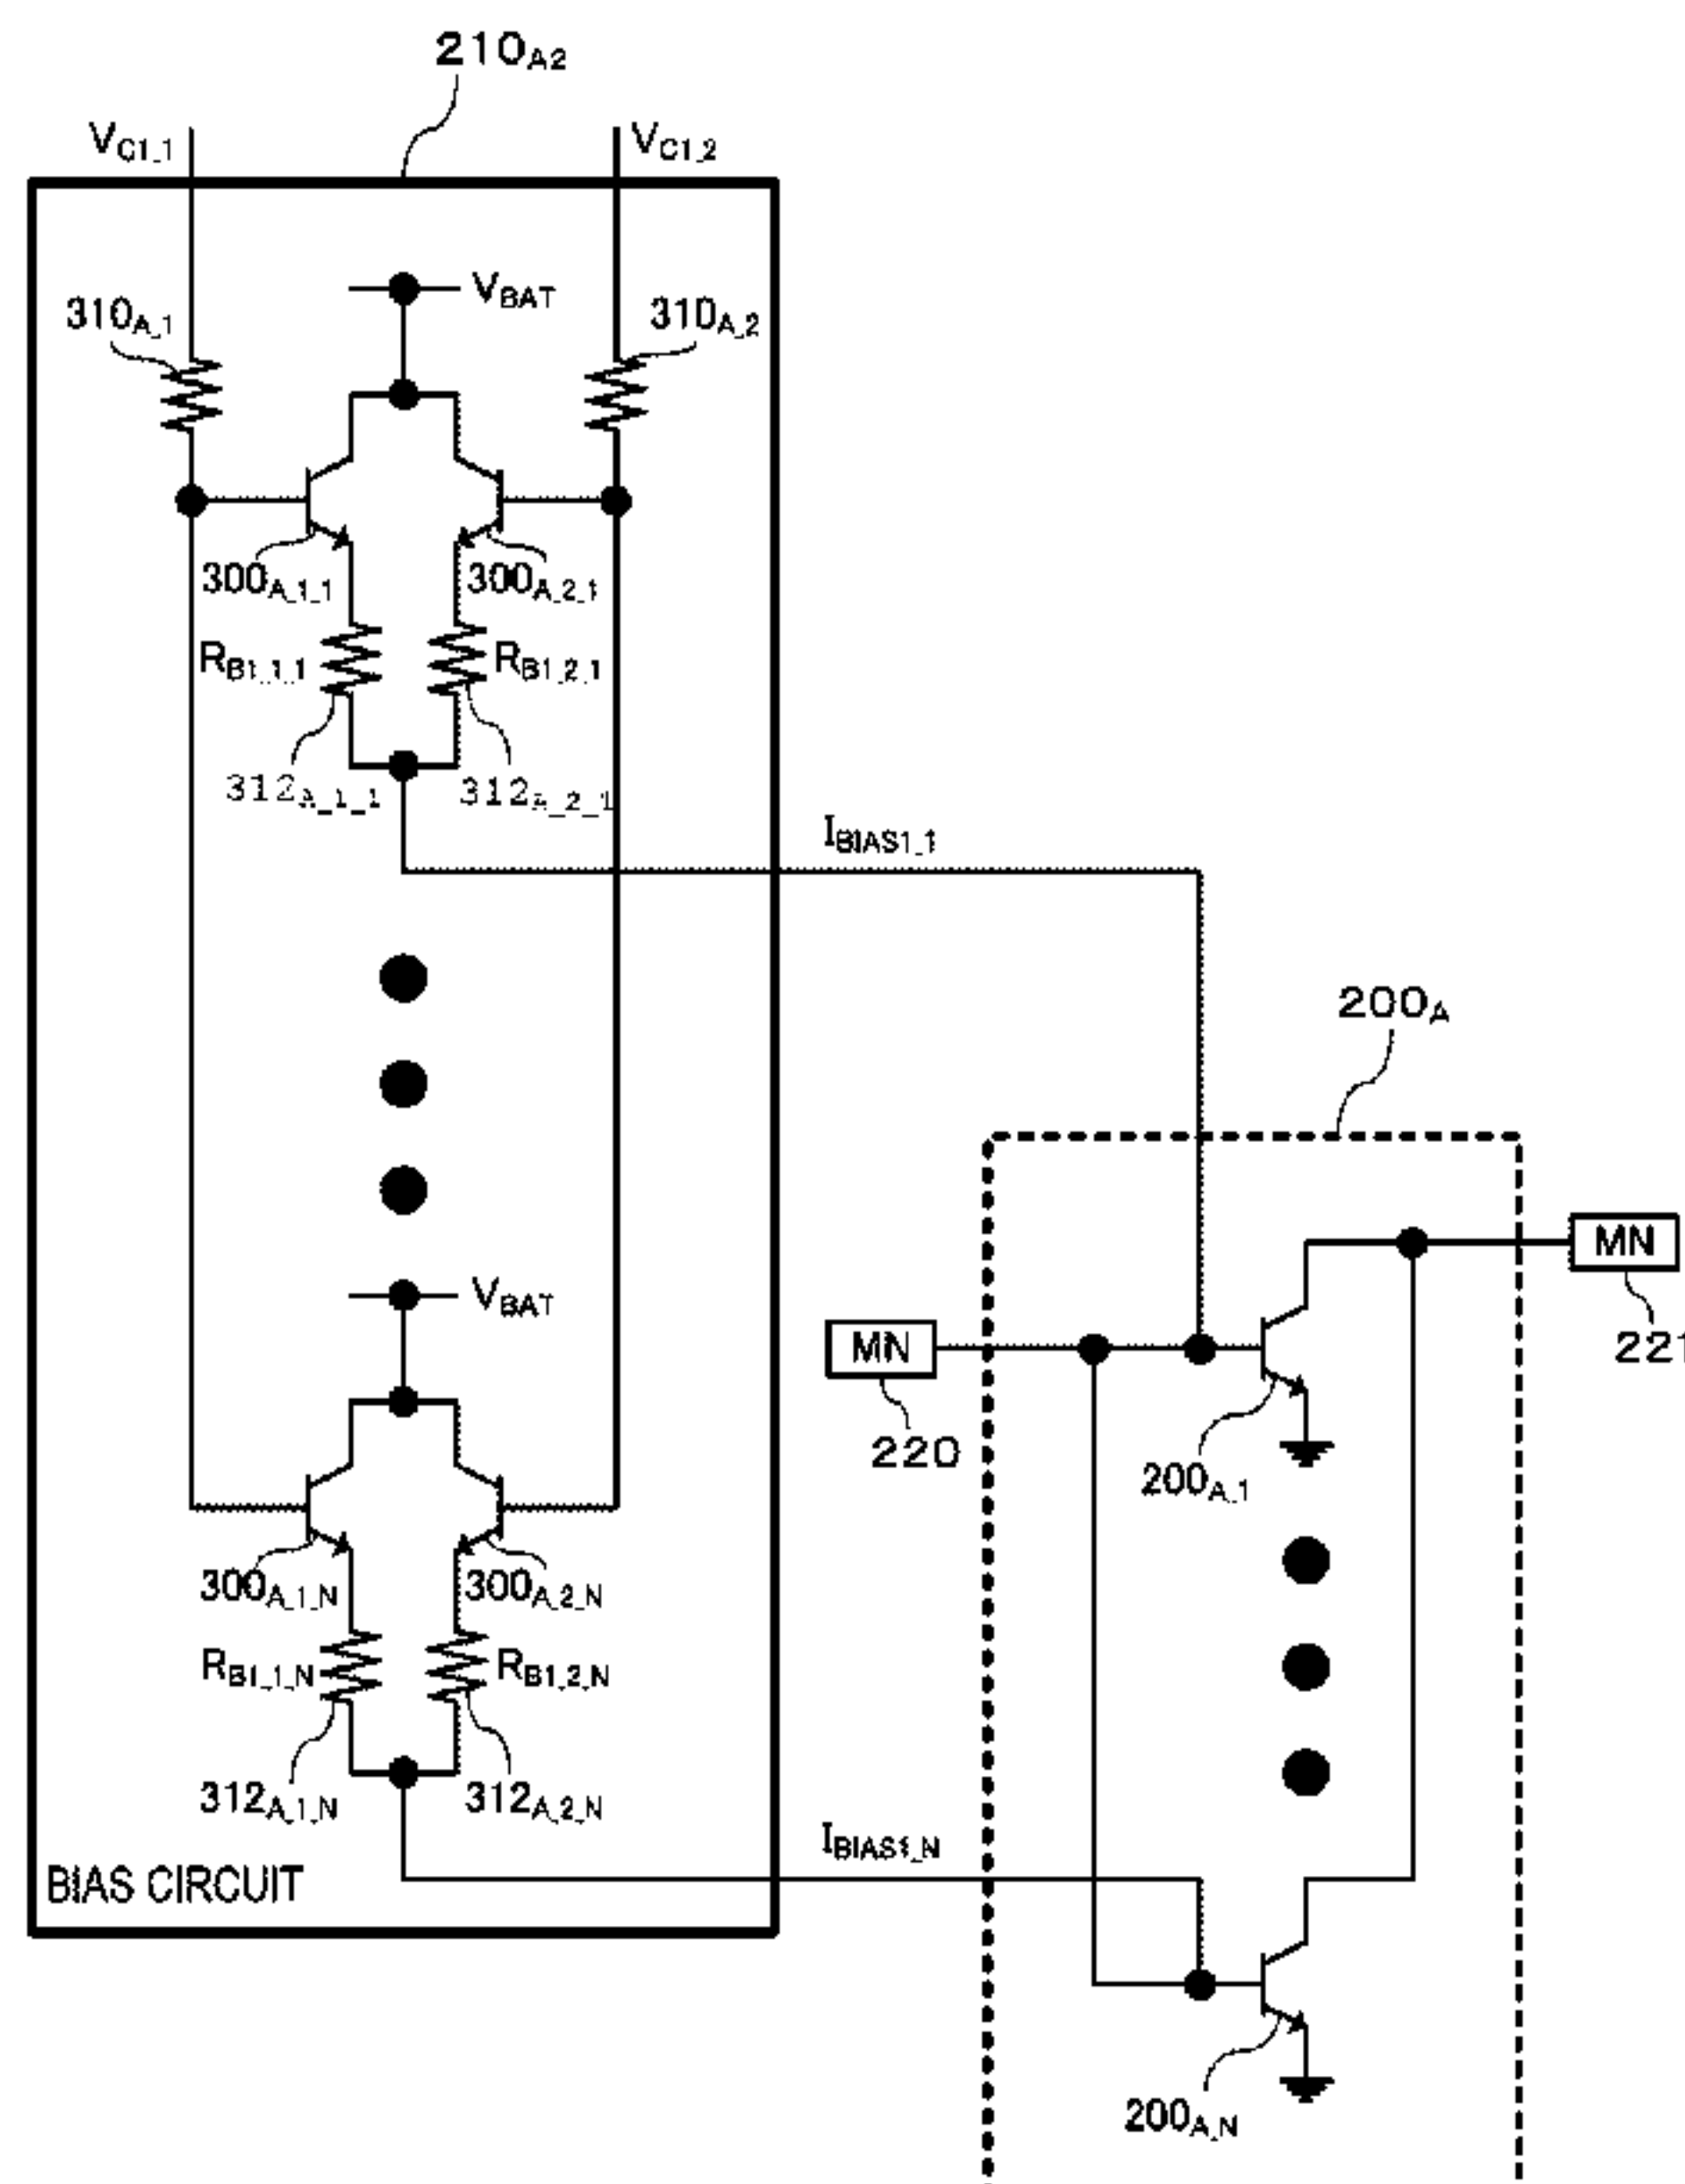 210A2
VC1_1
VC1_2
VBAT
310A_1
310A_2
300A_1_1
300A_2_1
RB1_1_1
RB1_2_1
312A_1_1
312A_2_1
IBIAS1_1
200A
VBAT
MN
MN
221
220
200A_1
300A_1_N
300A_2_N
RB1_1_N
RB1_2_N
312A_1_N
312A_2_N
IBIAS1_N
BIAS CIRCUIT
200A_N